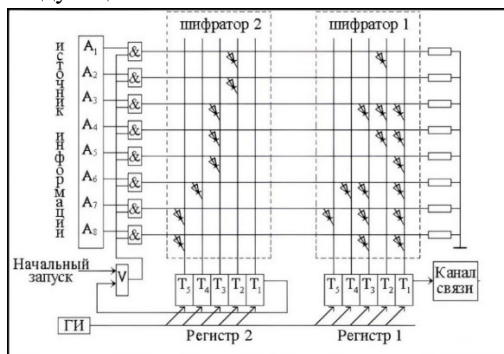 шифратор 2
шифратор 1
источник информации
A1
&
A2
&
A3
&
A4
&
A5
&
A6
&
A7
&
A8
&
Начальный
запуск
V
T5 T4 T3 T2 T1
T5 T4 T3 T2 T1
Канал
связи
ГИ
Регистр 2
Регистр 1